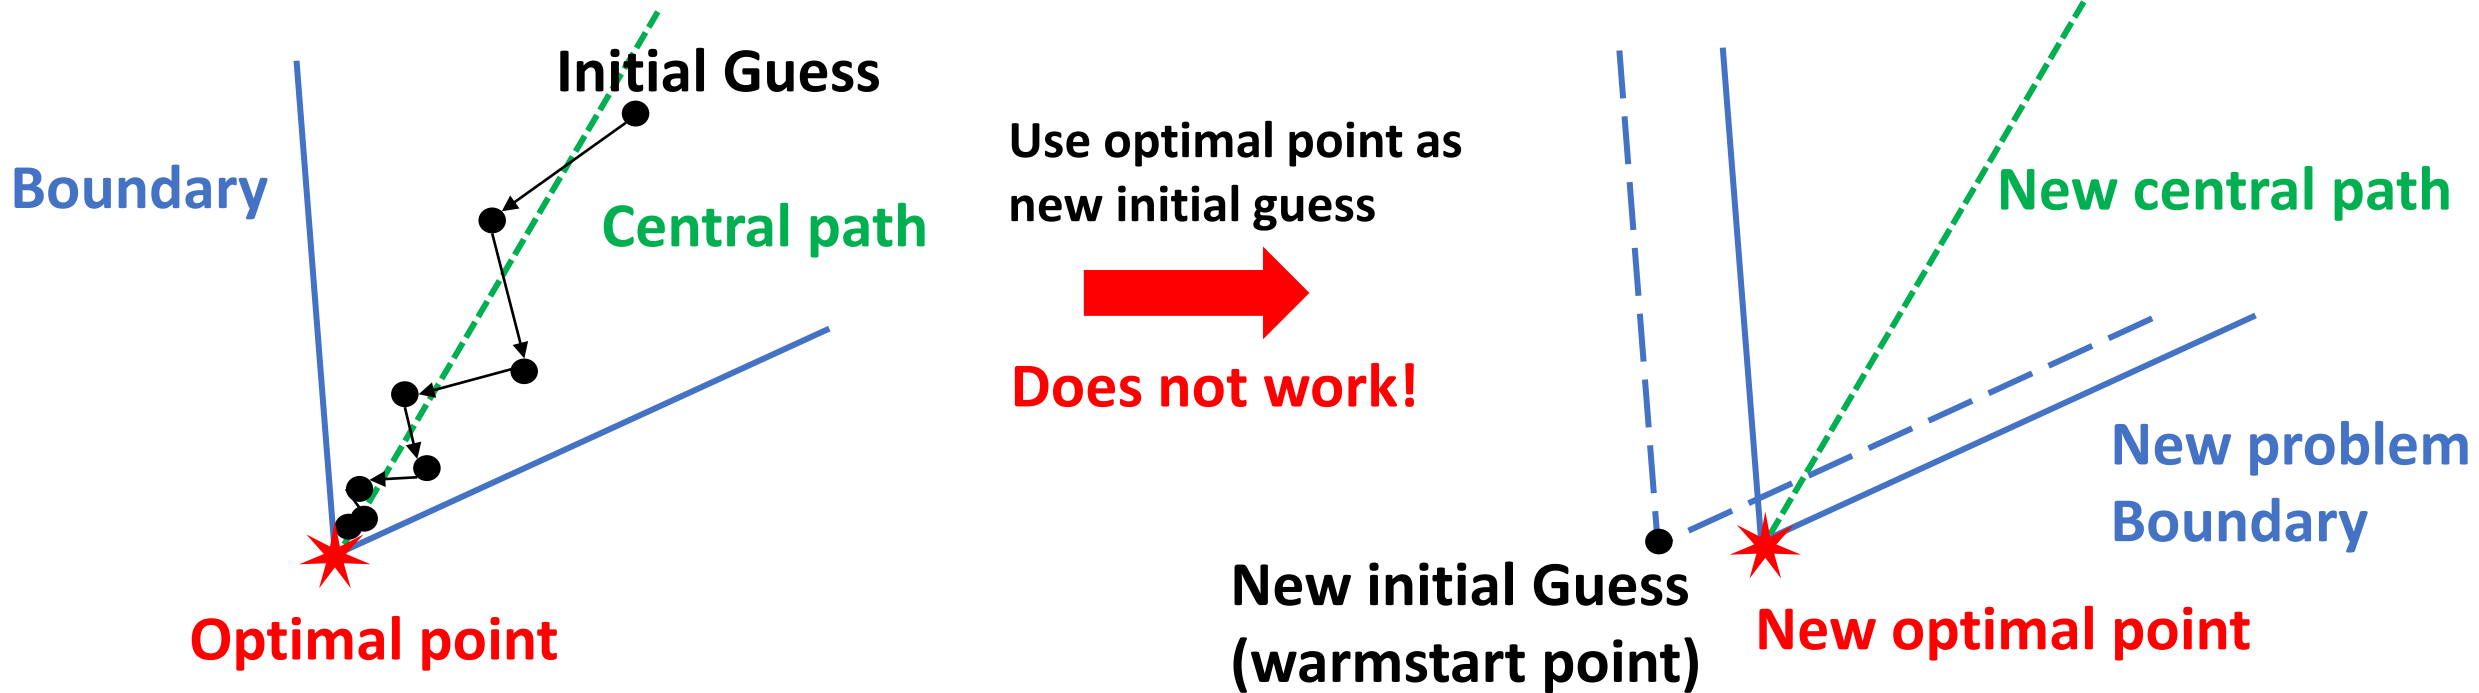 Initial Guess
Boundary
Central path
Optimal point
Use optimal point as
new initial guess
Does not work!
New central path
New problem
Boundary
New initial Guess
(warmstart point)
New optimal point